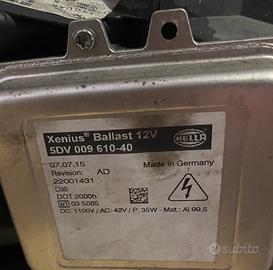 Xenius® Ballast 12V
5DV 009 610-40
HELLA
07.07.15
Made in Germany
Revision: AD
22001431
D3S
DOT 2000h
03 5085
DC: 1100V / AC: 42V / P: 35W - Mat.: Al 99.5
subito